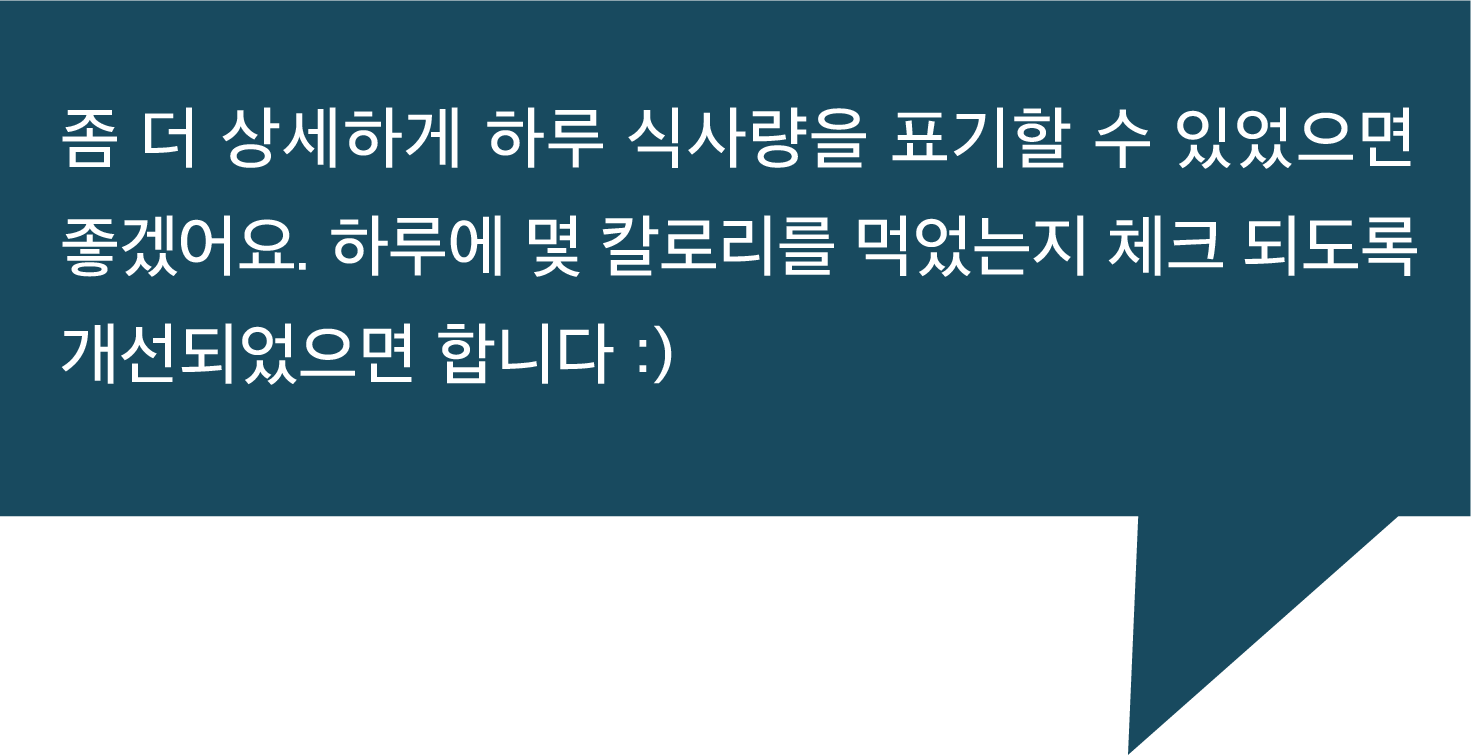 좀 더 상세하게 하루 식사량을 표기할 수 있었으면
좋겠어요. 하루에 몇 칼로리를 먹었는지 체크 되도록
개선되었으면 합니다 :)